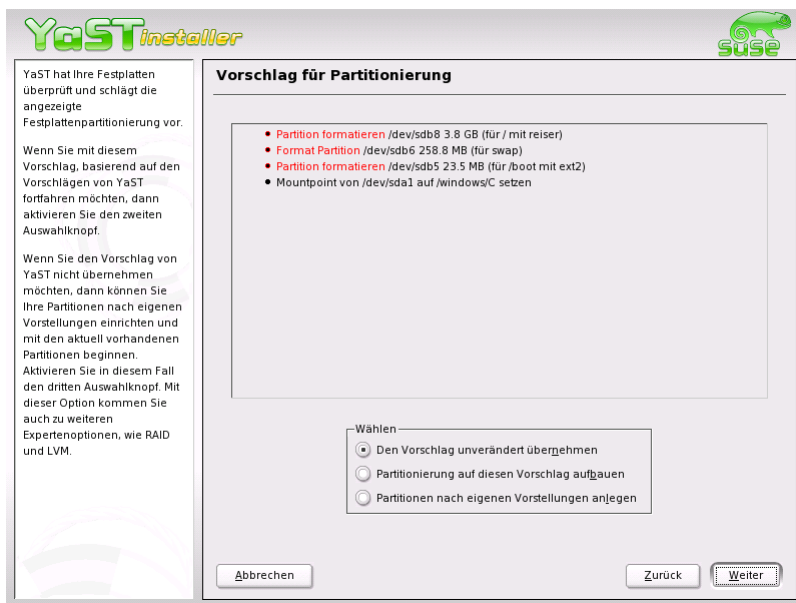 YaST installer
SUSE
YaST hat Ihre Festplatten
überprüft und schlägt die
angezeigte
Festplattenpartitionierung vor.
Wenn Sie mit diesem
Vorschlag, basierend auf den
Vorschlägen von YaST
fortfahren möchten, dann
aktivieren Sie den zweiten
Auswahlknopf.
Wenn Sie den Vorschlag von
YaST nicht übernehmen
möchten, dann können Sie
Ihre Partitionen nach eigenen
Vorstellungen einrichten und
mit den aktuell vorhandenen
Partitionen beginnen.
Aktivieren Sie in diesem Fall
den dritten Auswahlknopf. Mit
dieser Option kommen Sie
auch zu weiteren
Expertenoptionen, wie RAID
und LVM.
Vorschlag für Partitionierung
• Partition formatieren /dev/sdb8 3.8 GB (für / mit reiser)
• Format Partition /dev/sdb6 258.8 MB (für swap)
• Partition formatieren /dev/sdb5 23.5 MB (für /boot mit ext2)
• Mountpoint von /dev/sda1 auf /windows/C setzen
Wählen
Den Vorschlag unverändert übernehmen
Partitionierung auf diesen Vorschlag aufbauen
Partitionen nach eigenen Vorstellungen anlegen
Abbrechen
Zurück
Weiter